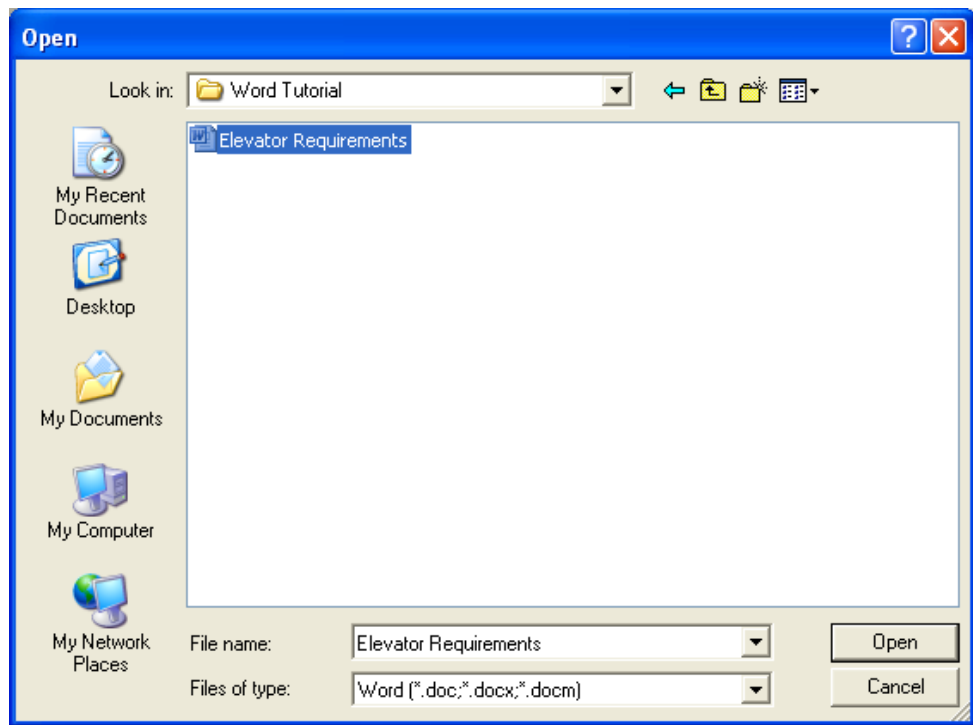 Open
Look in:
Word Tutorial
Elevator Requirements
My Recent
Documents
Desktop
My Documents
My Computer
My Network
Places
File name:
Elevator Requirements
Open
Files of type:
Word (*.doc;*.docx;*.docm)
Cancel